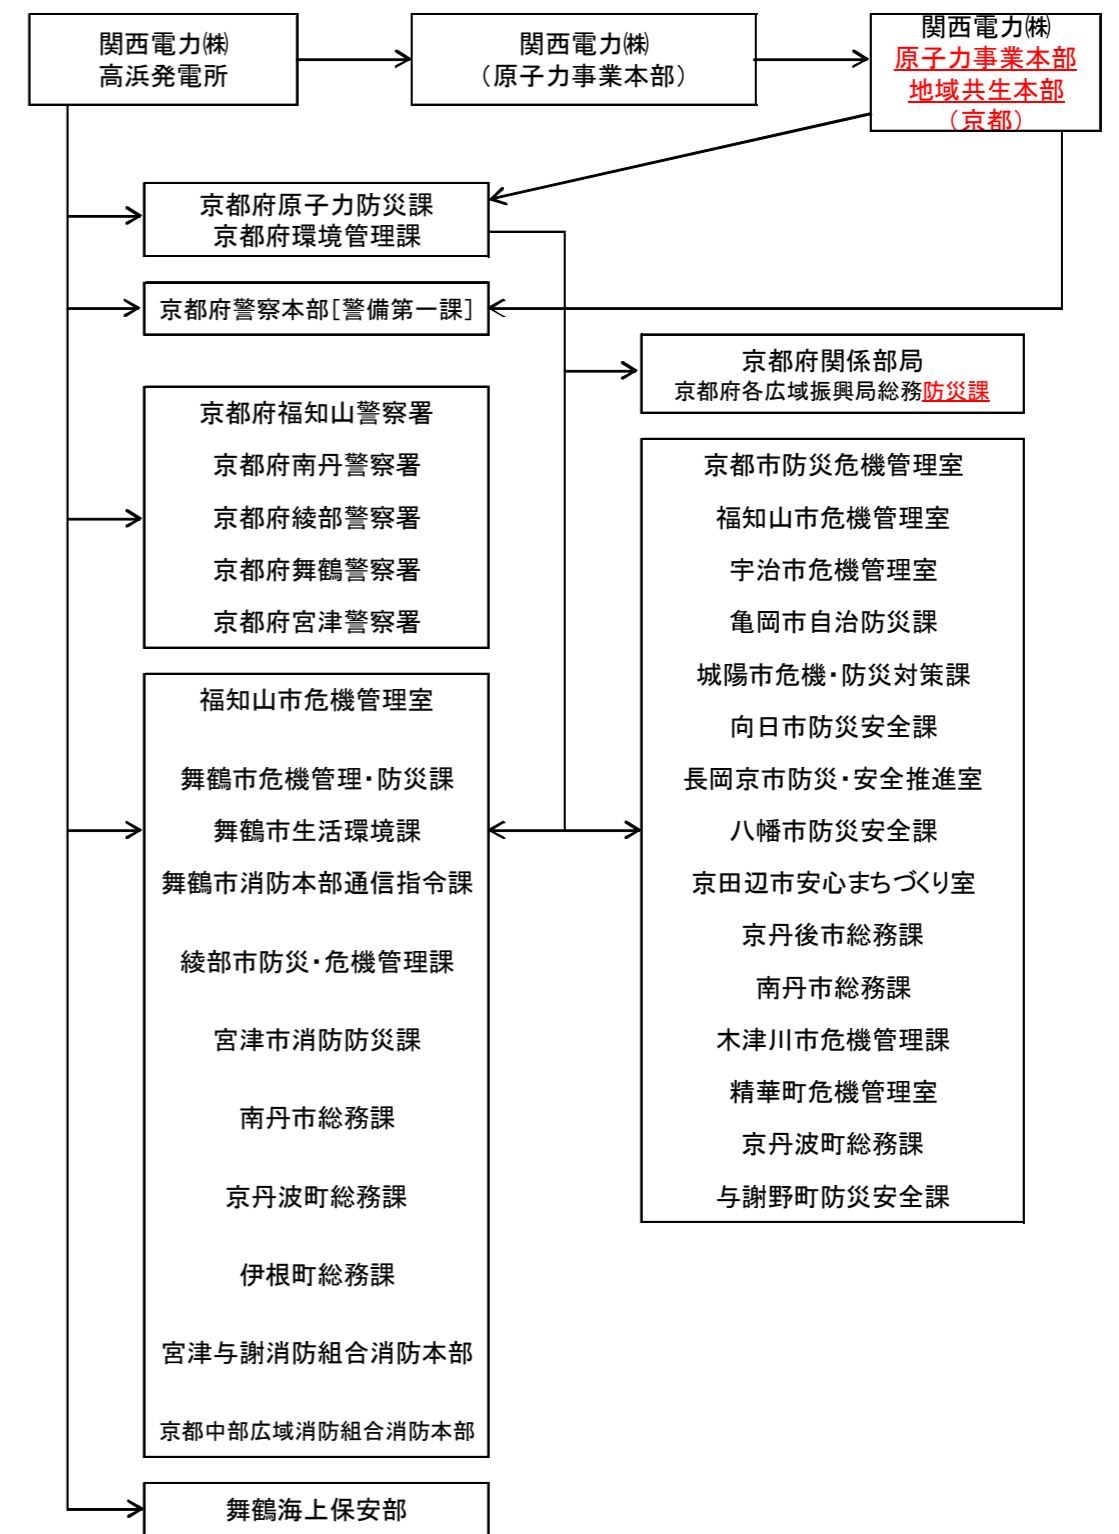 関西電力㈱
高浜発電所
関西電力㈱
（原子力事業本部）
関西電力㈱
原子力事業本部
地域共生本部
（京都）
京都府原子力防災課
京都府環境管理課
京都府警察本部[警備第一課]
京都府関係部局
京都府各広域振興局総務防災課
京都府福知山警察署
京都府南丹警察署
京都府綾部警察署
京都府舞鶴警察署
京都府宮津警察署
福知山市危機管理室
舞鶴市危機管理・防災課
舞鶴市生活環境課
舞鶴市消防本部通信指令課
綾部市防災・危機管理課
宮津市消防防災課
南丹市総務課
京丹波町総務課
伊根町総務課
宮津与謝消防組合消防本部
京都中部広域消防組合消防本部
京都市防災危機管理室
福知山市危機管理室
宇治市危機管理室
亀岡市自治防災課
城陽市危機・防災対策課
向日市防災安全課
長岡京市防災・安全推進室
八幡市防災安全課
京田辺市安心まちづくり室
京丹後市総務課
南丹市総務課
木津川市危機管理課
精華町危機管理室
京丹波町総務課
与謝野町防災安全課
舞鶴海上保安部